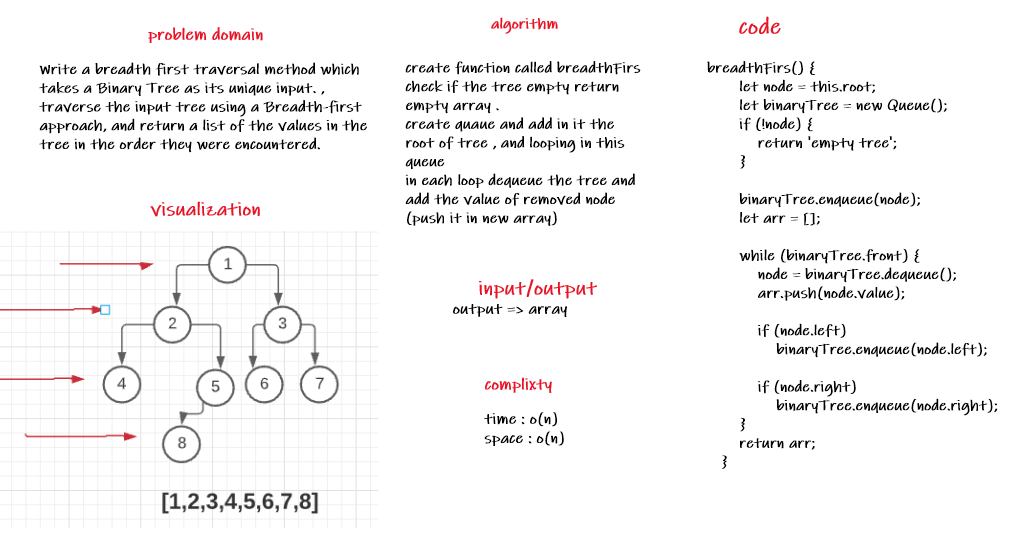 problem domain
Write a breadth first traversal method which
takes a Binary Tree as its unique input. ,
traverse the input tree using a Breadth-first
approach, and return a list of the values in the
tree in the order they were encountered.
visualization
1
2
3
4
5
6
7
8
[1,2,3,4,5,6,7,8]
algorithm
create function called breadthFirs
check if the tree empty return
empty array .
create quaue and add in it the
root of tree , and looping in this
queue
in each loop dequeue the tree and
add the value of removed node
(push it in new array)
input/output
output => array
complixty
time : o(n)
space : o(n)
code
breadthFirs() {
let node = this.root;
let binaryTree = new Queue();
if (!node) {
return 'empty tree';
}
binaryTree.enqueue(node);
let arr = [];
while (binaryTree.front) {
node = binaryTree.dequeue();
arr.push(node.value);
if (node.left)
binaryTree.enqueue(node.left);
if (node.right)
binaryTree.enqueue(node.right);
}
return arr;
}